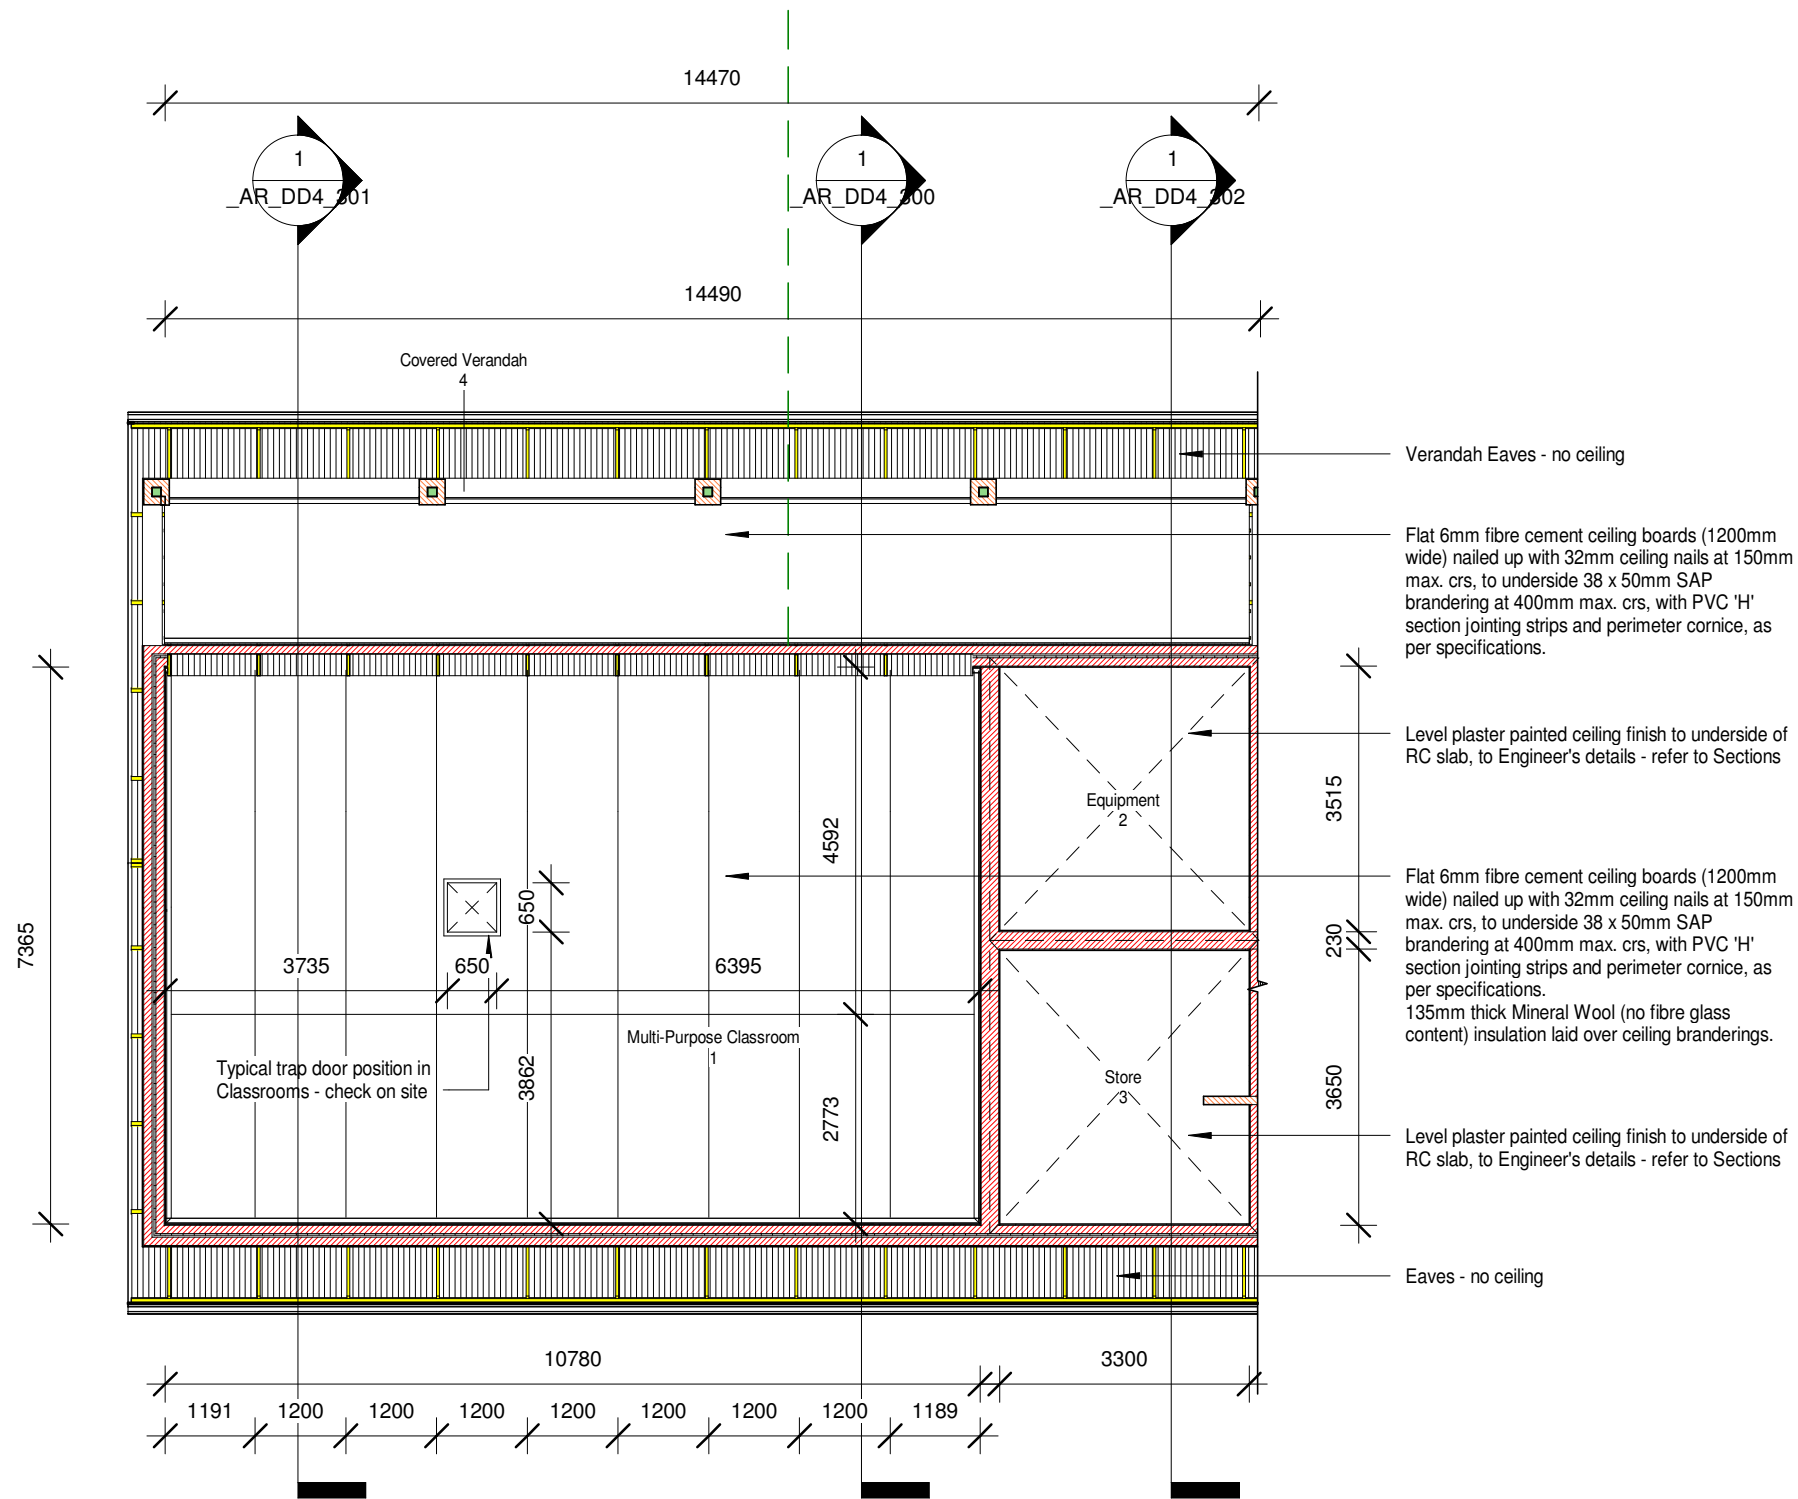 14470
1
_AR_DD4_301
1
_AR_DD4_300
1
_AR_DD4_302
14490
Covered Verandah
4
Verandah Eaves - no ceiling
Flat 6mm fibre cement ceiling boards (1200mm
wide) nailed up with 32mm ceiling nails at 150mm
max. crs, to underside 38 x 50mm SAP
brandering at 400mm max. crs, with PVC 'H'
section jointing strips and perimeter cornice, as
per specifications.
Level plaster painted ceiling finish to underside of
RC slab, to Engineer's details - refer to Sections
Equipment
2
3515
4592
Flat 6mm fibre cement ceiling boards (1200mm
wide) nailed up with 32mm ceiling nails at 150mm
max. crs, to underside 38 x 50mm SAP
brandering at 400mm max. crs, with PVC 'H'
section jointing strips and perimeter cornice, as
per specifications.
135mm thick Mineral Wool (no fibre glass
content) insulation laid over ceiling branderings.
650
7365
230
3735
650
6395
Multi-Purpose Classroom
1
Typical trap door position in
Classrooms - check on site
3862
2773
Store
3
3650
Level plaster painted ceiling finish to underside of
RC slab, to Engineer's details - refer to Sections
Eaves - no ceiling
10780
3300
1191
1200
1200
1200
1200
1200
1200
1200
1189